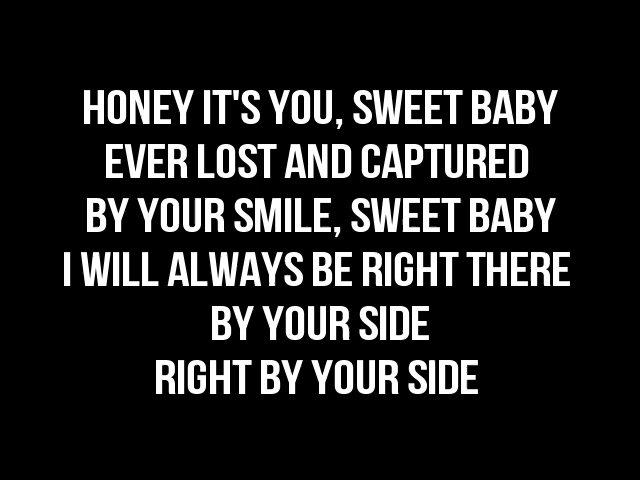 HONEY IT'S YOU, SWEET BABY
EVER LOST AND CAPTURED
BY YOUR SMILE, SWEET BABY
I WILL ALWAYS BE RIGHT THERE
BY YOUR SIDE
RIGHT BY YOUR SIDE